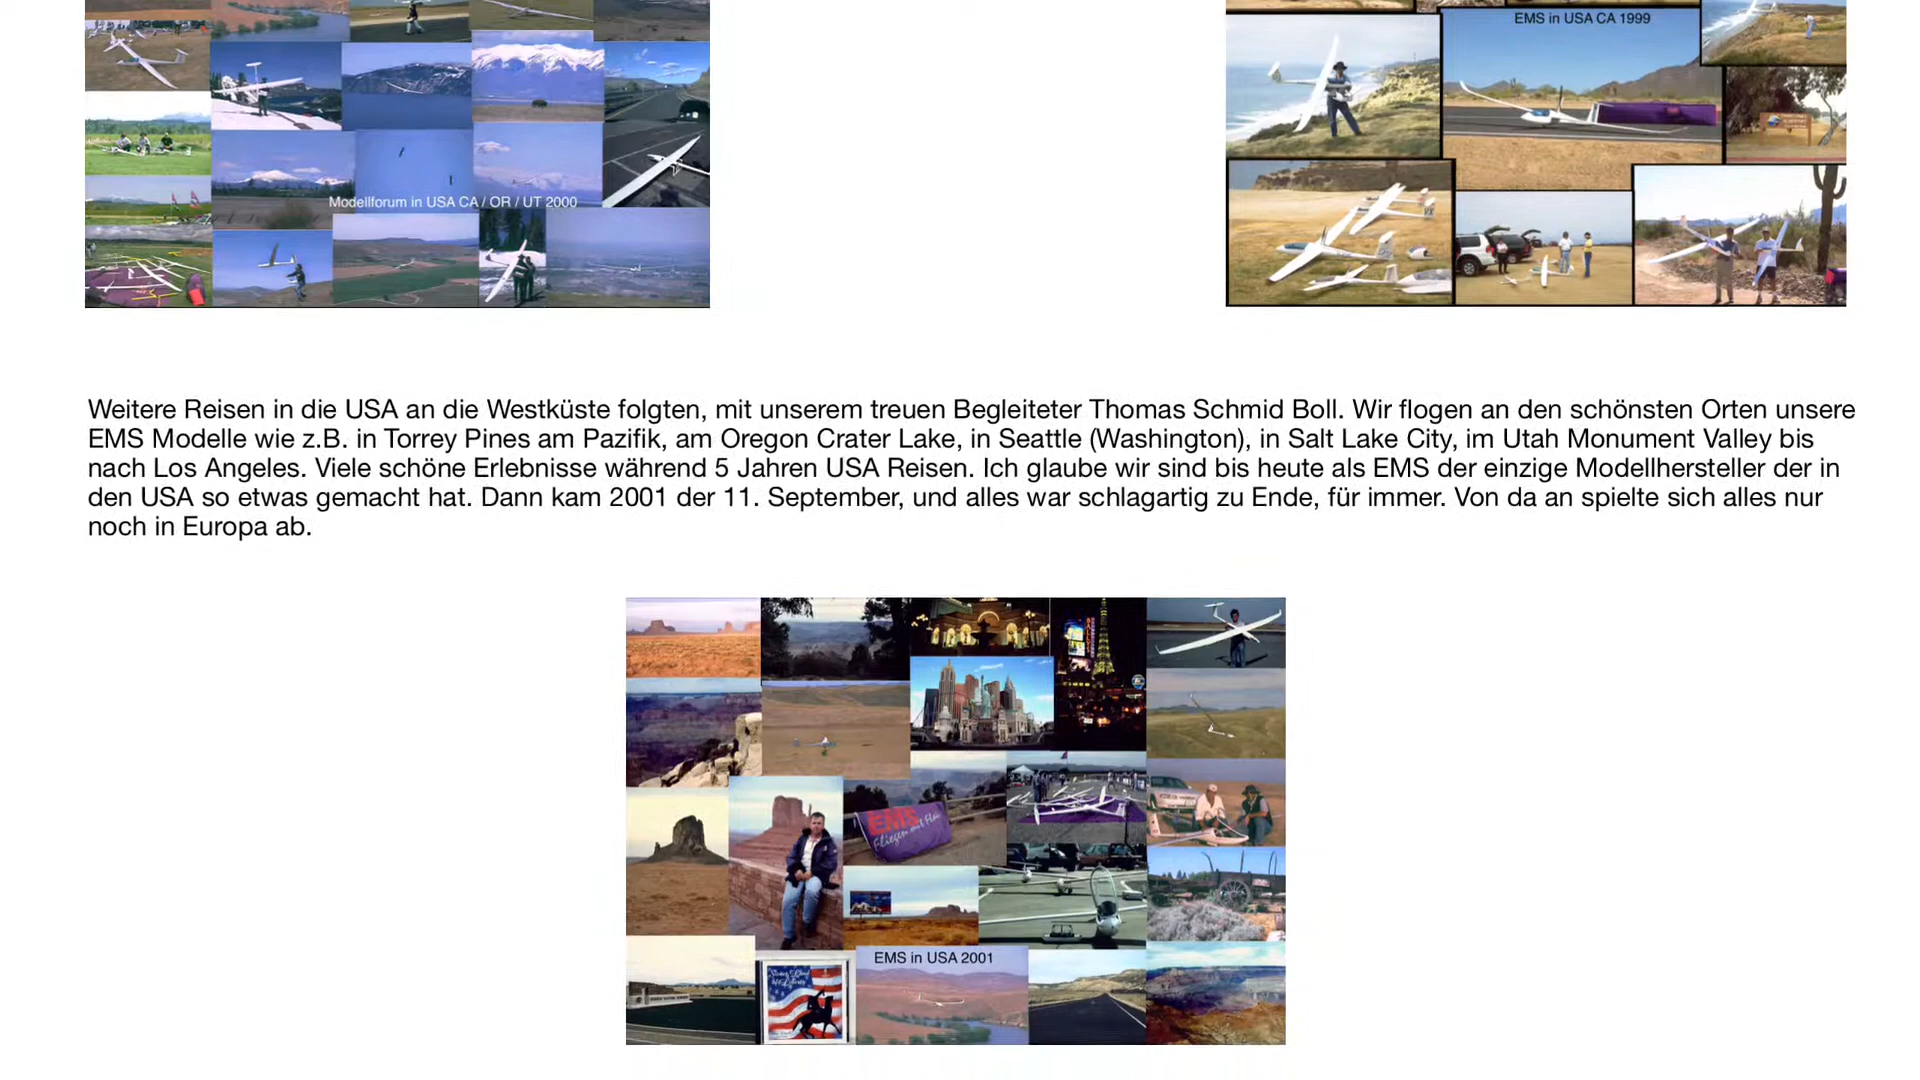 EMS in USA CA 1999
Modellforum in USA CA / OR / UT 2000
Weitere Reisen in die USA an die Westküste folgten, mit unserem treuen Begleiteter Thomas Schmid Boll. Wir flogen an den schönsten Orten unsere
EMS Modelle wie z.B. in Torrey Pines am Pazifik, am Oregon Crater Lake, in Seattle (Washington), in Salt Lake City, im Utah Monument Valley bis
nach Los Angeles. Viele schöne Erlebnisse während 5 Jahren USA Reisen. Ich glaube wir sind bis heute als EMS der einzige Modellhersteller der in
den USA so etwas gemacht hat. Dann kam 2001 der 11. September, und alles war schlagartig zu Ende, für immer. Von da an spielte sich alles nur
noch in Europa ab.
EMS
Fliegen mit
EMS in USA 2001